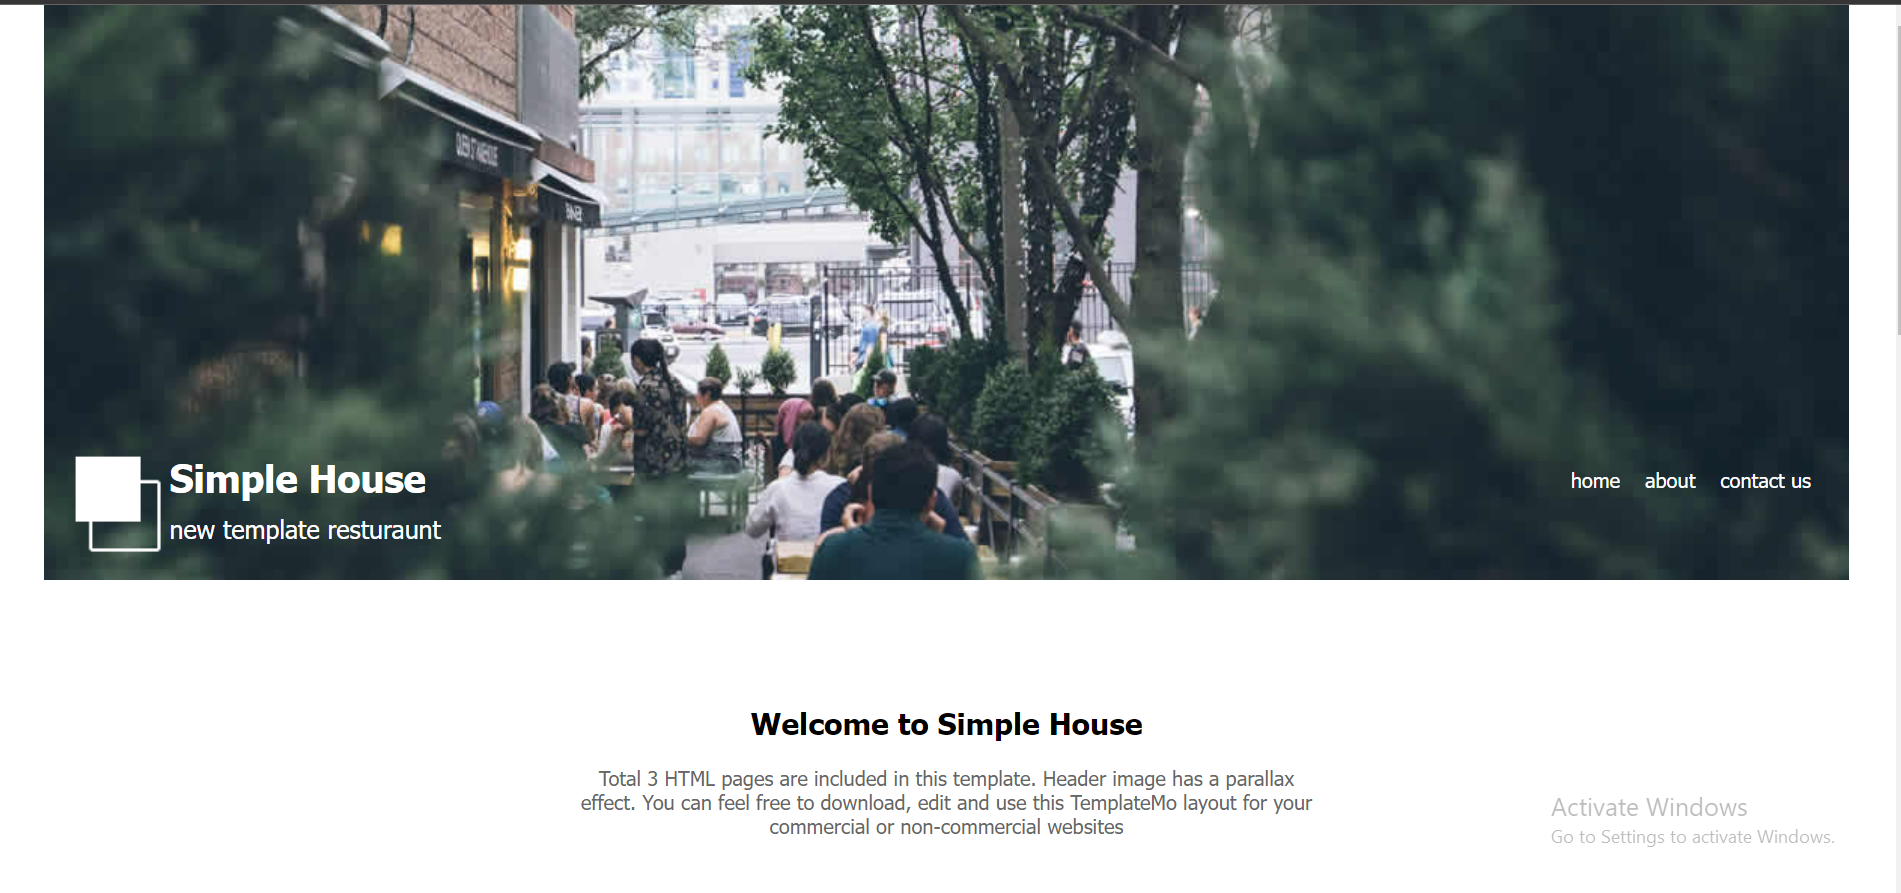 Simple House
new template resturaunt
home about contact us
Welcome to Simple House
Total 3 HTML pages are included in this template. Header image has a parallax
effect. You can feel free to download, edit and use this TemplateMo layout for your
commercial or non-commercial websites
Activate Windows
Go to Settings to activate Windows.